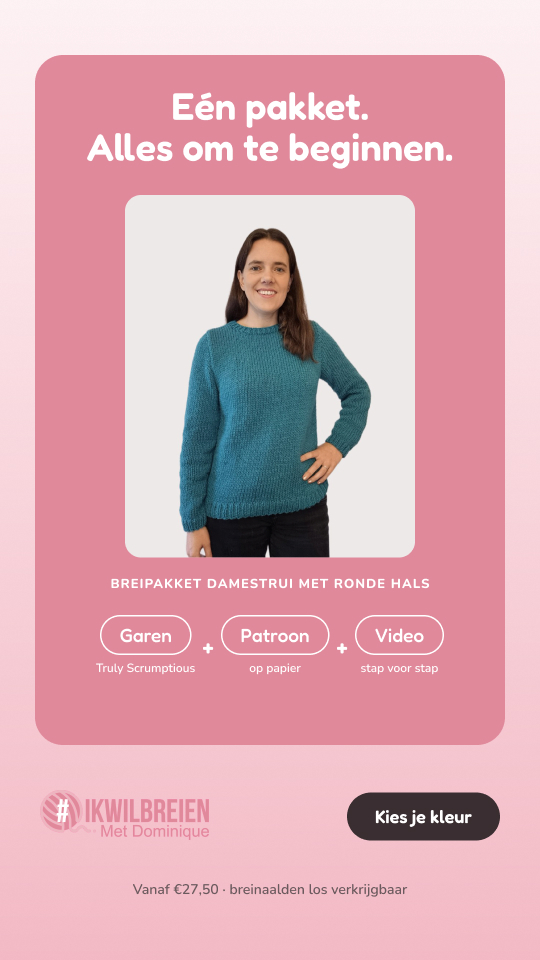 Eén pakket.
Alles om te beginnen.
BREIPAKKET DAMESTRUI MET RONDE HALS
Garen + Patroon + Video
Truly Scrumptious op papier stap voor stap
# IKWILBREIEN
Met Dominique
Kies je kleur
Vanaf €27,50 · breinaalden los verkrijgbaar